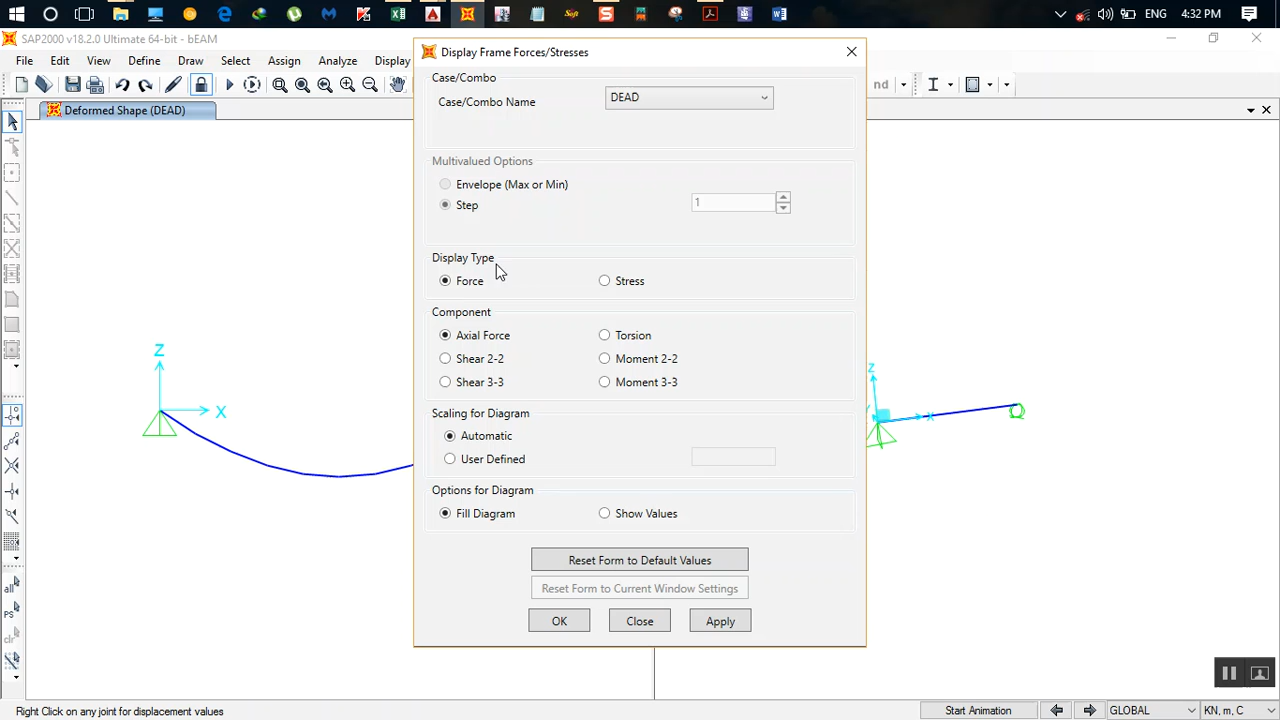 ENG 4:32 PM
SAP2000 v18.2.0 Ultimate 64-bit - bEAM
File Edit View Define Draw Select Assign Analyze Display
nd
Deformed Shape (DEAD)
Display Frame Forces/Stresses
Case/Combo
Case/Combo Name DEAD
Multivalued Options
Envelope (Max or Min)
Step 1
Display Type
Force Stress
Component
Axial Force Torsion
Shear 2-2 Moment 2-2
Shear 3-3 Moment 3-3
Scaling for Diagram
Automatic
User Defined
Options for Diagram
Fill Diagram Show Values
Reset Form to Default Values
Reset Form to Current Window Settings
OK Close Apply
Z
X
z
x
all
PS
clr
Right Click on any joint for displacement values
Start Animation GLOBAL KN, m, C